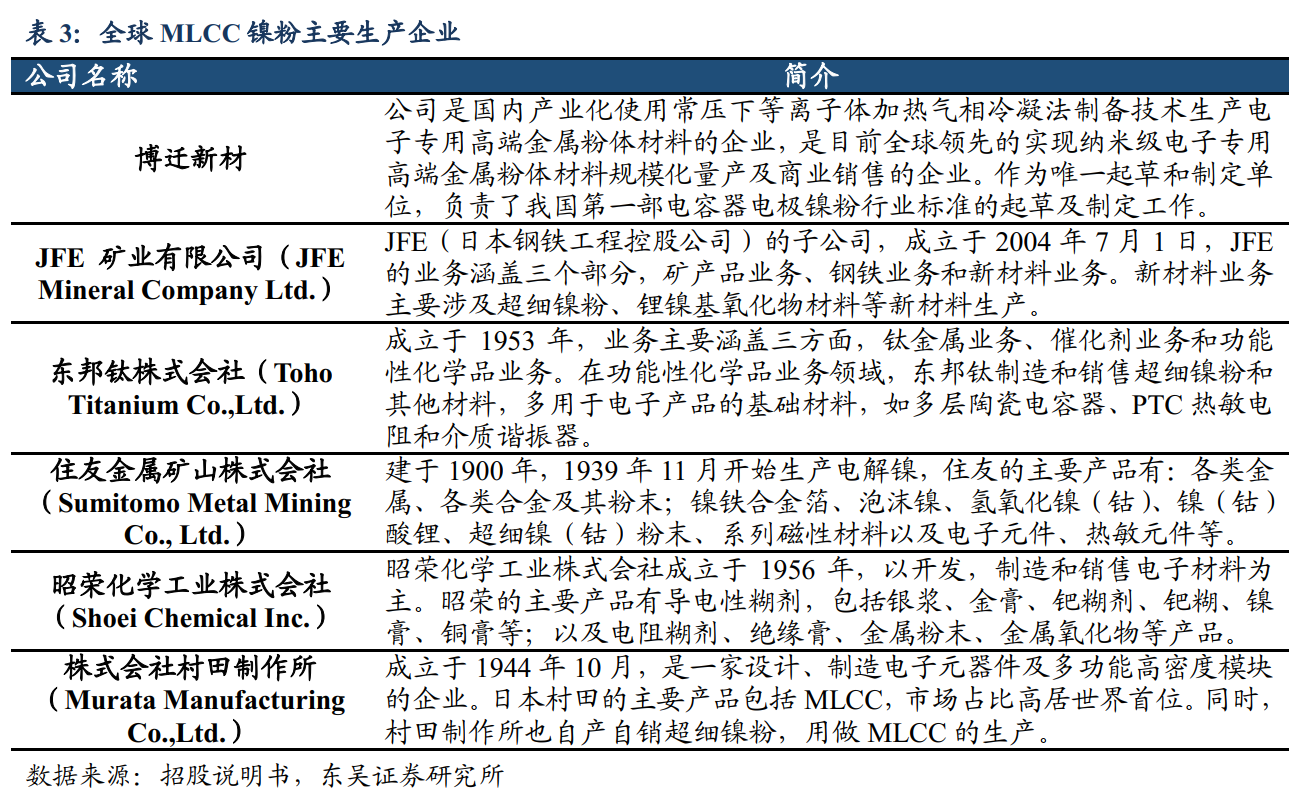 表 3：全球 MLCC 镍粉主要生产企业
公司名称
简介
博迁新材
公司是国内产业化使用常压下等离子体加热气相冷凝法制备技术生产电
子专用高端金属粉体材料的企业，是目前全球领先的实现纳米级电子专用
高端金属粉体材料规模化量产及商业销售的企业。作为唯一起草和制定单
位，负责了我国第一部电容器电极镍粉行业标准的起草及制定工作。
JFE 矿业有限公司（JFE
Mineral Company Ltd.）
JFE（日本钢铁工程控股公司）的子公司，成立于 2004 年 7 月 1 日，JFE
的业务涵盖三个部分，矿产品业务、钢铁业务和新材料业务。新材料业务
主要涉及超细镍粉、锂镍基氧化物材料等新材料生产。
东邦钛株式会社（Toho
Titanium Co.,Ltd.）
成立于 1953 年，业务主要涵盖三方面，钛金属业务、催化剂业务和功能
性化学品业务。在功能性化学品业务领域，东邦钛制造和销售超细镍粉和
其他材料，多用于电子产品的基础材料，如多层陶瓷电容器、PTC 热敏电
阻和介质谐振器。
住友金属矿山株式会社
（Sumitomo Metal Mining
Co., Ltd.）
建于 1900 年，1939 年 11 月开始生产电解镍，住友的主要产品有：各类金
属、各类合金及其粉末；镍铁合金箔、泡沫镍、氢氧化镍（钴）、镍（钴）
酸锂、超细镍（钴）粉末、系列磁性材料以及电子元件、热敏元件等。
昭荣化学工业株式会社
（Shoei Chemical Inc.）
昭荣化学工业株式会社成立于 1956 年，以开发，制造和销售电子材料为
主。昭荣的主要产品有导电性糊剂，包括银浆、金膏、钯糊剂、钯糊、镍
膏、铜膏等；以及电阻糊剂、绝缘膏、金属粉末、金属氧化物等产品。
株式会社村田制作所
（Murata Manufacturing
Co.,Ltd.）
成立于 1944 年 10 月，是一家设计、制造电子元器件及多功能高密度模块
的企业。日本村田的主要产品包括 MLCC，市场占比高居世界首位。同时，
村田制作所也自产自销超细镍粉，用做 MLCC 的生产。
数据来源：招股说明书，东吴证券研究所